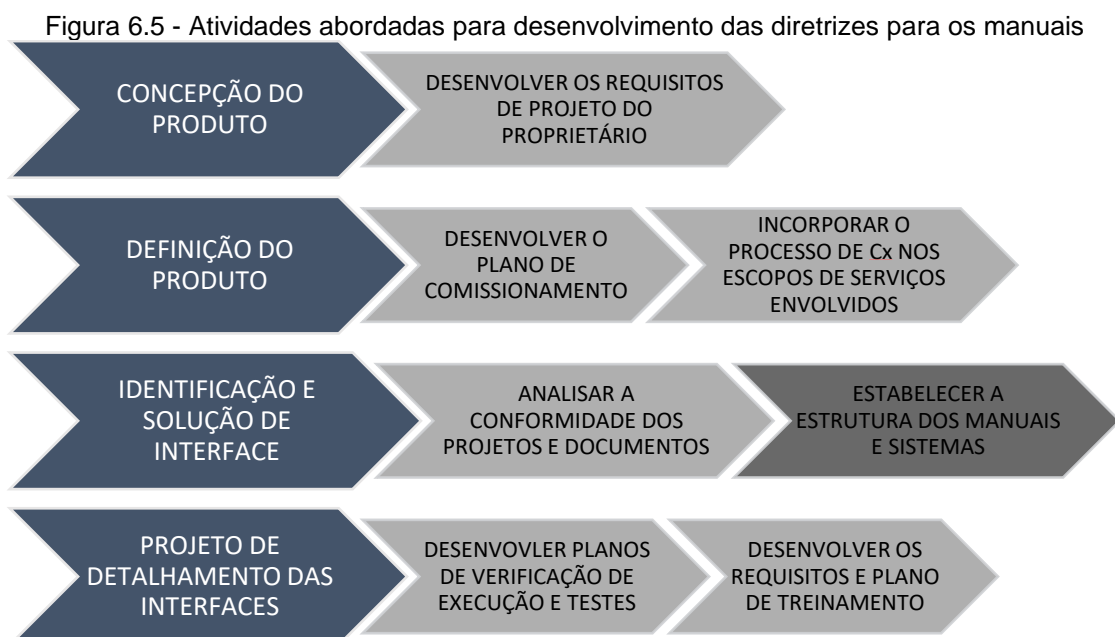 Figura 6.5 - Atividades abordadas para desenvolvimento das diretrizes para os manuais
CONCEPÇÃO DO
PRODUTO
DESENVOLVER OS REQUISITOS
DE PROJETO DO
PROPRIETÁRIO
DEFINIÇÃO DO
PRODUTO
DESENVOLVER O
PLANO DE
COMISSIONAMENTO
INCORPORAR O
PROCESSO DE Cx NOS
ESCOPOS DE SERVIÇOS
ENVOLVIDOS
IDENTIFICAÇÃO E
SOLUÇÃO DE
INTERFACE
ANALISAR A
CONFORMIDADE DOS
PROJETOS E DOCUMENTOS
ESTABELECER A
ESTRUTURA DOS MANUAIS
E SISTEMAS
PROJETO DE
DETALHAMENTO DAS
INTERFACES
DESENVOVLER PLANOS
DE VERIFICAÇÃO DE
EXECUÇÃO E TESTES
DESENVOLVER OS
REQUISITOS E PLANO
DE TREINAMENTO